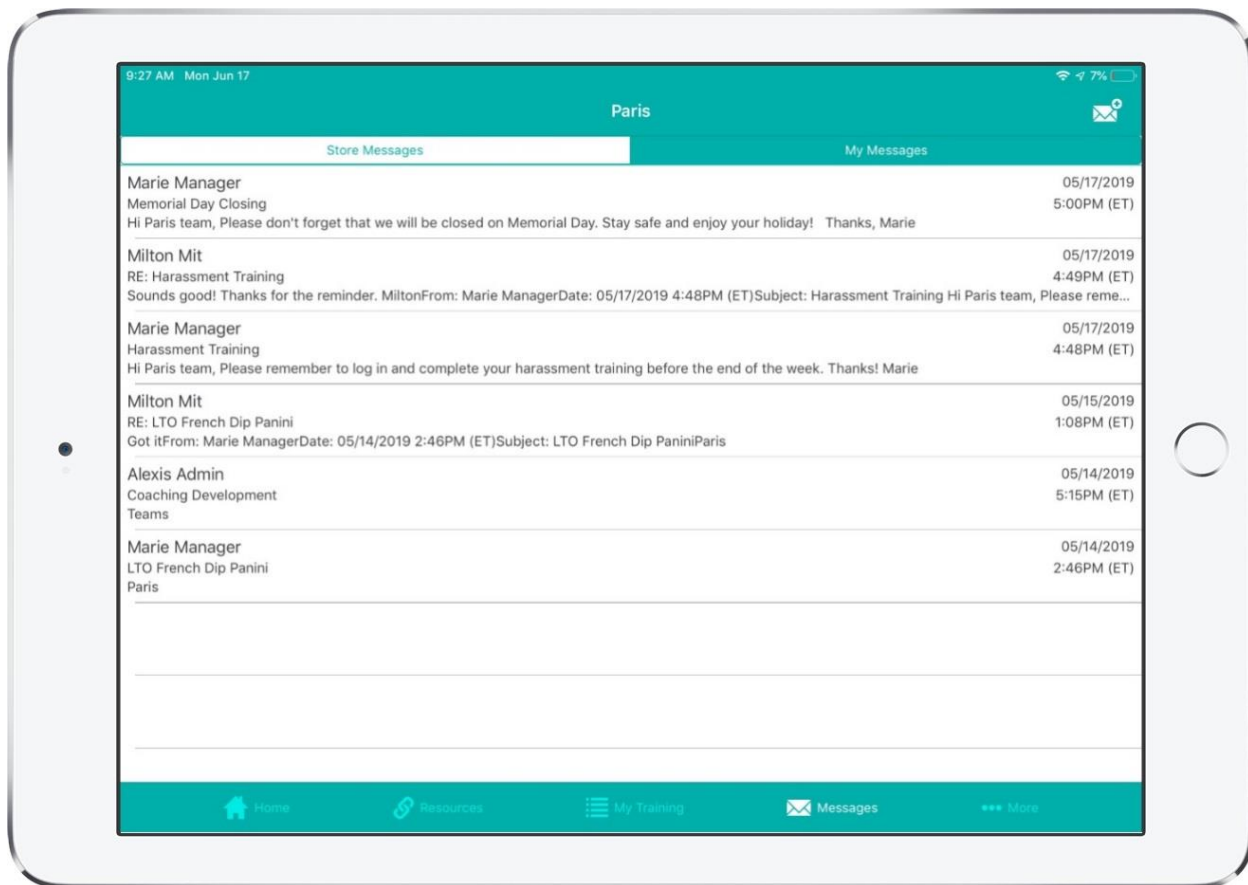 9:27 AM Mon Jun 17 7%
Paris
Store Messages My Messages
Marie Manager 05/17/2019
Memorial Day Closing 5:00PM (ET)
Hi Paris team, Please don't forget that we will be closed on Memorial Day. Stay safe and enjoy your holiday! Thanks, Marie
Milton Mit 05/17/2019
RE: Harassment Training 4:49PM (ET)
Sounds good! Thanks for the reminder. MiltonFrom: Marie ManagerDate: 05/17/2019 4:48PM (ET)Subject: Harassment Training Hi Paris team, Please reme...
Marie Manager 05/17/2019
Harassment Training 4:48PM (ET)
Hi Paris team, Please remember to log in and complete your harassment training before the end of the week. Thanks! Marie
Milton Mit 05/15/2019
RE: LTO French Dip Panini 1:08PM (ET)
Got itFrom: Marie ManagerDate: 05/14/2019 2:46PM (ET)Subject: LTO French Dip PaniniParis
Alexis Admin 05/14/2019
Coaching Development 5:15PM (ET)
Teams
Marie Manager 05/14/2019
LTO French Dip Panini 2:46PM (ET)
Paris
Home Resources My Training Messages More